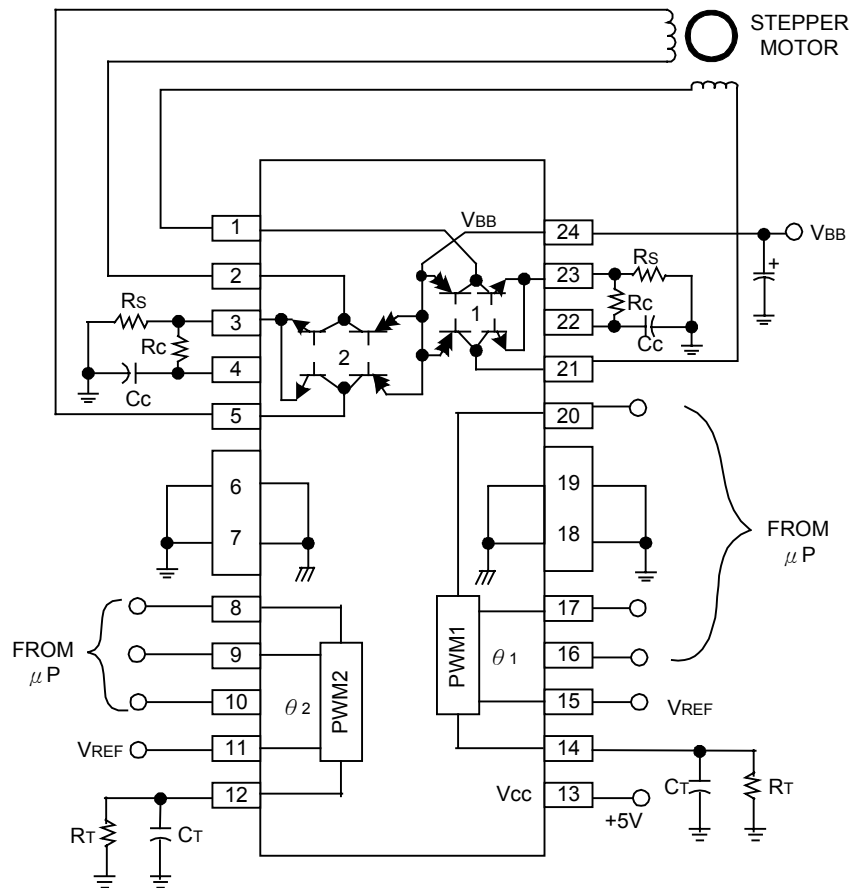 STEPPER
MOTOR
1
2
3
4
5
6
7
8
9
10
11
12
VBB
24
23
22
21
20
19
18
17
16
15
14
13
VBB
RS
RC
CC
RS
RC
CC
1
2
FROM
μP
FROM
μP
PWM1
θ1
PWM2
θ2
VREF
VREF
RT
CT
CT
RT
Vcc
+5V
+